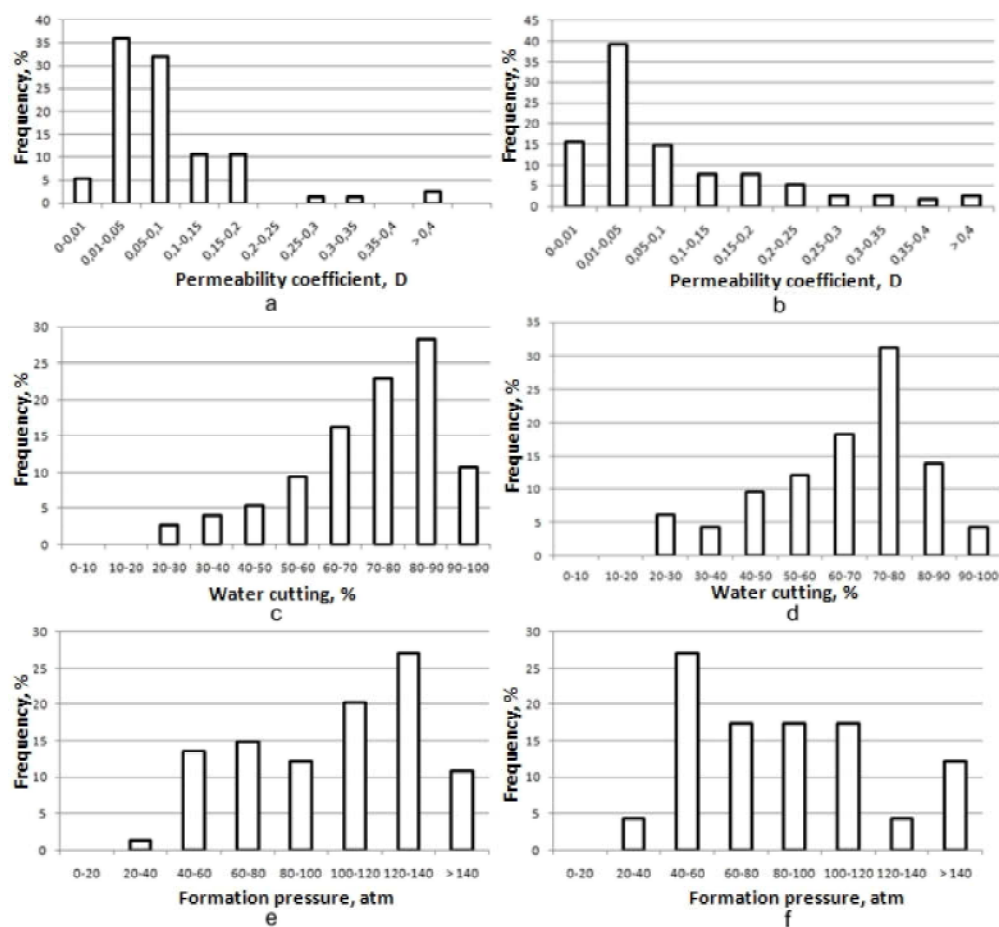 Frequency, %
40
35
30
25
20
15
10
5
0
0-0,01 0,01-0,05 0,05-0,1 0,1-0,15 0,15-0,2 0,2-0,25 0,25-0,3 0,3-0,35 0,35-0,4 > 0,4
Permeability coefficient, D
a
Frequency, %
45
40
35
30
25
20
15
10
5
0
0-0,01 0,01-0,05 0,05-0,1 0,1-0,15 0,15-0,2 0,2-0,25 0,25-0,3 0,3-0,35 0,35-0,4 > 0,4
Permeability coefficient, D
b
Frequency, %
30
25
20
15
10
5
0
0-10 10-20 20-30 30-40 40-50 50-60 60-70 70-80 80-90 90-100
Water cutting, %
c
Frequency, %
35
30
25
20
15
10
5
0
0-10 10-20 20-30 30-40 40-50 50-60 60-70 70-80 80-90 90-100
Water cutting, %
d
Frequency, %
30
25
20
15
10
5
0
0-20 20-40 40-60 60-80 80-100 100-120 120-140 > 140
Formation pressure, atm
e
Frequency, %
30
25
20
15
10
5
0
0-20 20-40 40-60 60-80 80-100 100-120 120-140 > 140
Formation pressure, atm
f